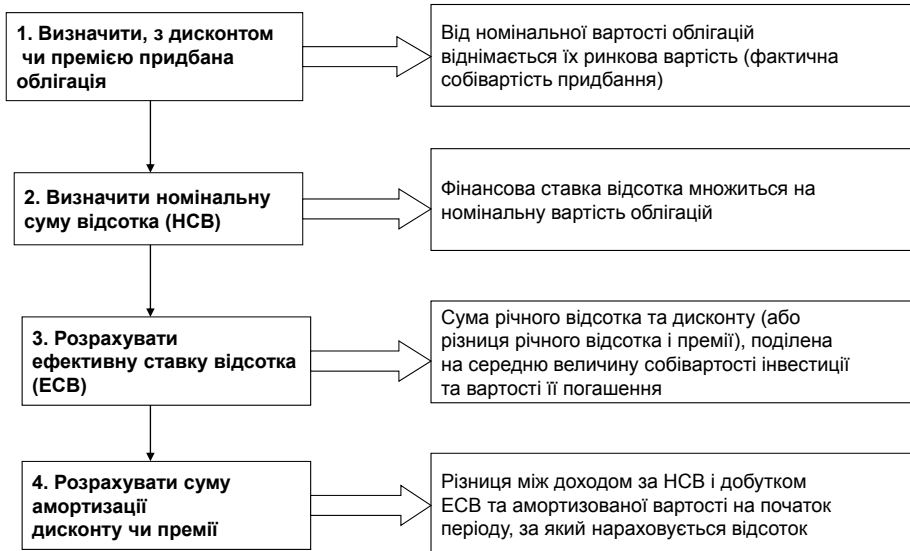 1. Визначити, з дисконтом
чи премією придбана
облігація
Від номінальної вартості облігацій
віднімається їх ринкова вартість (фактична
собівартість придбання)
2. Визначити номінальну
суму відсотка (НСВ)
Фінансова ставка відсотка множиться на
номінальну вартість облігацій
3. Розрахувати
ефективну ставку відсотка
(ЕСВ)
Сума річного відсотка та дисконту (або
різниця річного відсотка і премії), поділена
на середню величину собівартості інвестиції
та вартості її погашення
4. Розрахувати суму
амортизації
дисконту чи премії
Різниця між доходом за НСВ і добутком
ЕСВ та амортизованої вартості на початок
періоду, за який нараховується відсоток